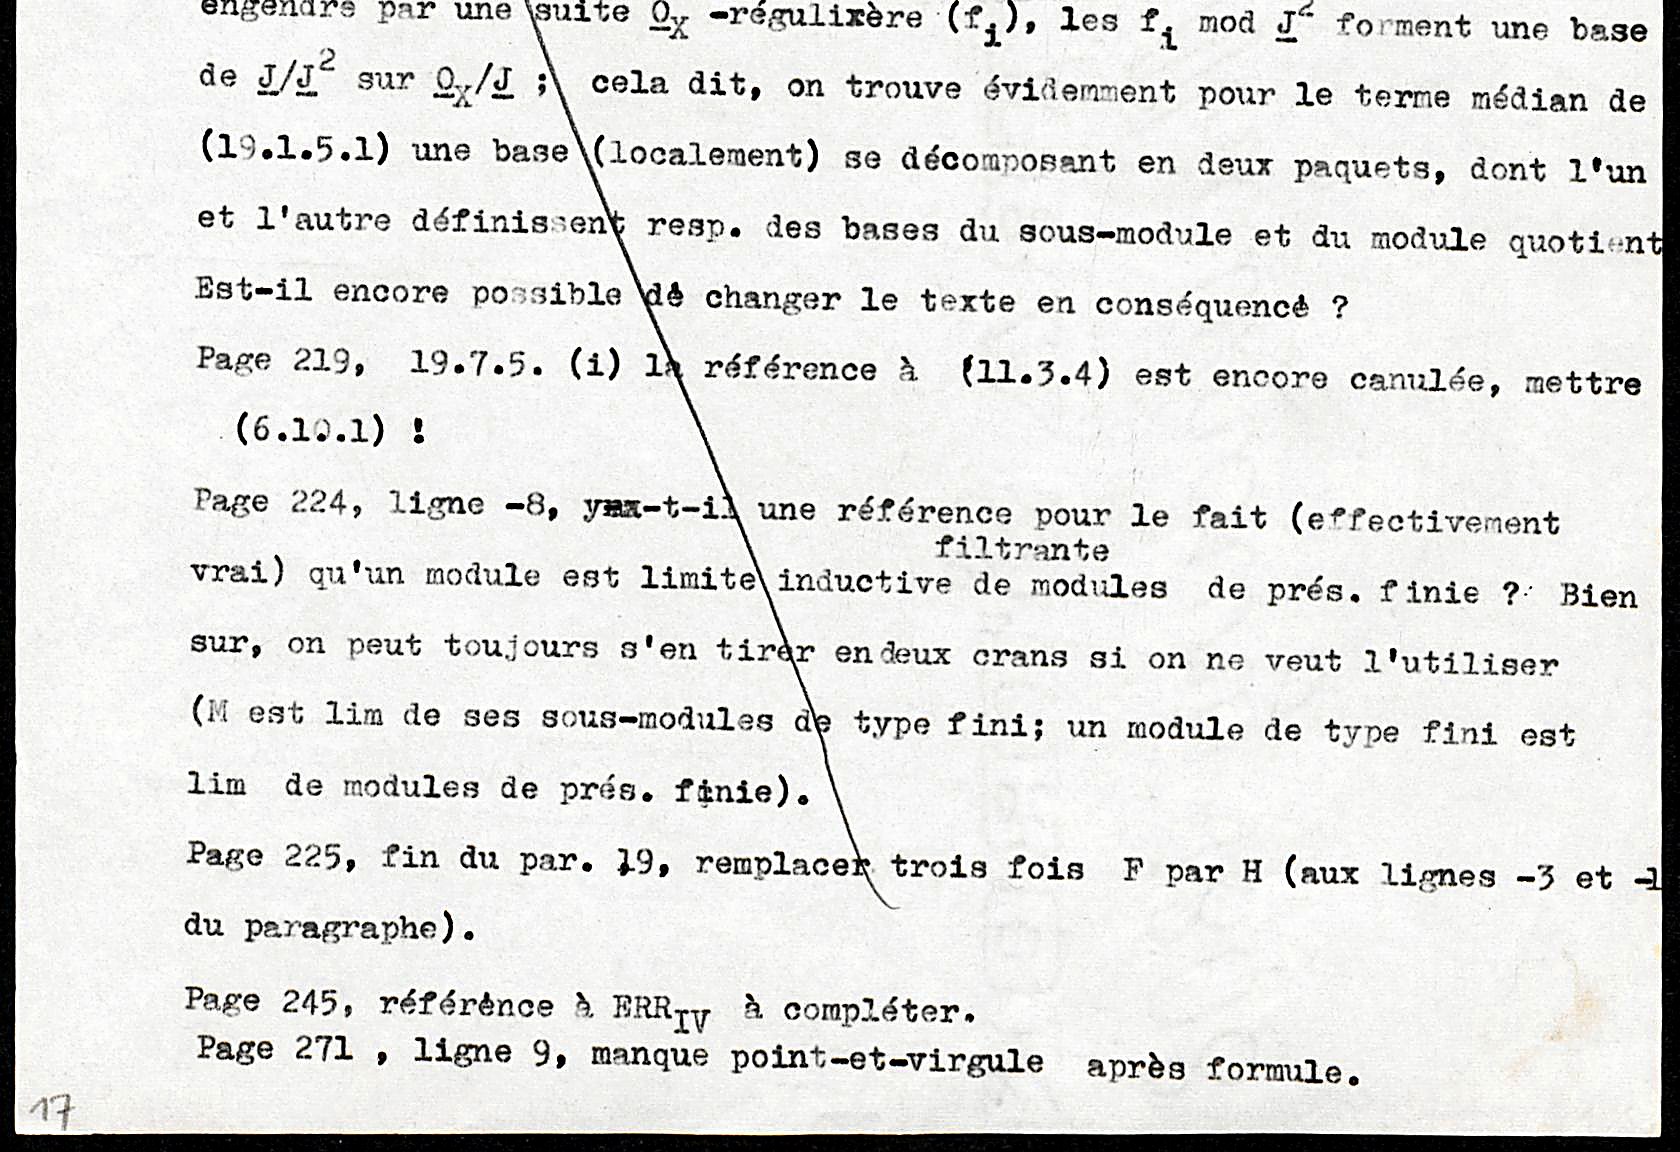 engendré par une suite O_X -régulixère (f_i), les f_i mod J^2 forment une base
de J/J^2 sur O_X/J ; cela dit, on trouve évidemment pour le terme médian de
(19.1.5.1) une base (localement) se décomposant en deux paquets, dont l'un
et l'autre définissent resp. des bases du sous-module et du module quotient
Est-il encore possible de changer le texte en conséquence ?
Page 219, 19.7.5. (i) la référence à (11.3.4) est encore canulée, mettre
(6.10.1) !
Page 224, ligne -8, yax-t-il une référence pour le fait (effectivement
filtrante
vrai) qu'un module est limite inductive de modules de prés. finie ? Bien
sur, on peut toujours s'en tirer en deux crans si on ne veut l'utiliser
(M est lim de ses sous-modules de type fini; un module de type fini est
lim de modules de prés. finie).
Page 225, fin du par. 19, remplacer trois fois F par H (aux lignes -3 et -1
du paragraphe).
Page 245, référence à ERR_IV à compléter.
Page 271 , ligne 9, manque point-et-virgule après formule.
17